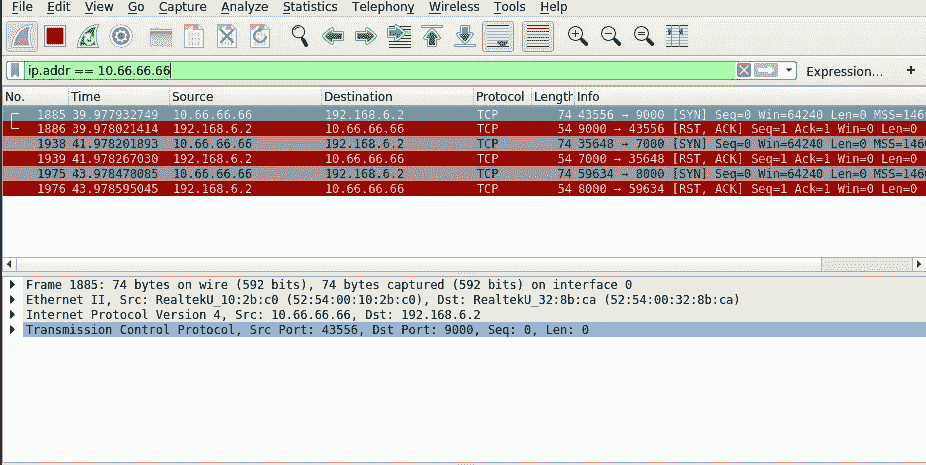 File Edit View Go Capture Analyze Statistics Telephony Wireless Tools Help
ip.addr == 10.66.66.66 Expression… +
No. Time Source Destination Protocol Length Info
1885 39.977932749 10.66.66.66 192.168.6.2 TCP 74 43556 → 9000 [SYN] Seq=0 Win=64240 Len=0 MSS=146
1886 39.978021414 192.168.6.2 10.66.66.66 TCP 54 9000 → 43556 [RST, ACK] Seq=1 Ack=1 Win=0 Len=0
1938 41.978201893 10.66.66.66 192.168.6.2 TCP 74 35648 → 7000 [SYN] Seq=0 Win=64240 Len=0 MSS=146
1939 41.978267030 192.168.6.2 10.66.66.66 TCP 54 7000 → 35648 [RST, ACK] Seq=1 Ack=1 Win=0 Len=0
1975 43.978478085 10.66.66.66 192.168.6.2 TCP 74 59634 → 8000 [SYN] Seq=0 Win=64240 Len=0 MSS=146
1976 43.978595045 192.168.6.2 10.66.66.66 TCP 54 8000 → 59634 [RST, ACK] Seq=1 Ack=1 Win=0 Len=0
Frame 1885: 74 bytes on wire (592 bits), 74 bytes captured (592 bits) on interface 0
Ethernet II, Src: RealtekU_10:2b:c0 (52:54:00:10:2b:c0), Dst: RealtekU_32:8b:ca (52:54:00:32:8b:ca)
Internet Protocol Version 4, Src: 10.66.66.66, Dst: 192.168.6.2
Transmission Control Protocol, Src Port: 43556, Dst Port: 9000, Seq: 0, Len: 0